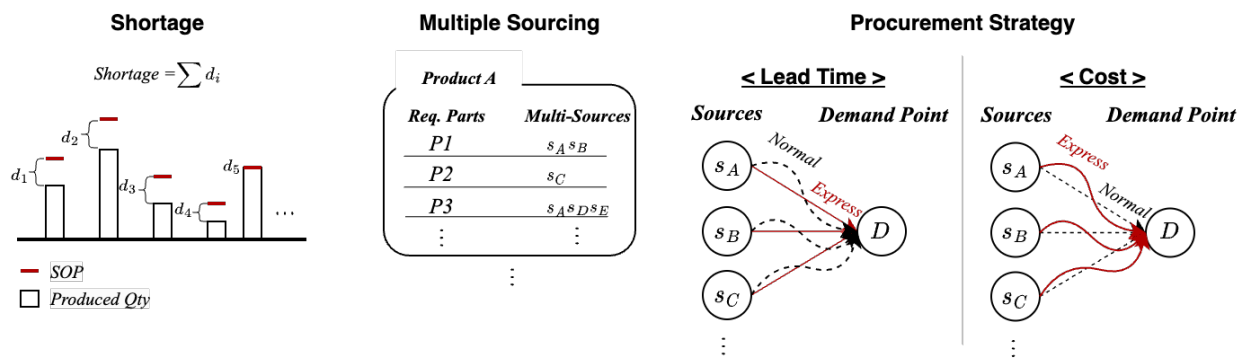 Shortage
Shortage = ∑ d_i
d_1
d_2
d_3
d_4
d_5
...
SOP
Produced Qty
Multiple Sourcing
Product A
Req. Parts Multi-Sources
P1 s_A s_B
P2 s_C
P3 s_A s_D s_E
⋮ ⋮
⋮
Procurement Strategy
< Lead Time >
Sources Demand Point
Normal
Express
s_A
s_B
s_C
D
⋮
< Cost >
Sources Demand Point
Express
Normal
s_A
s_B
s_C
D
⋮